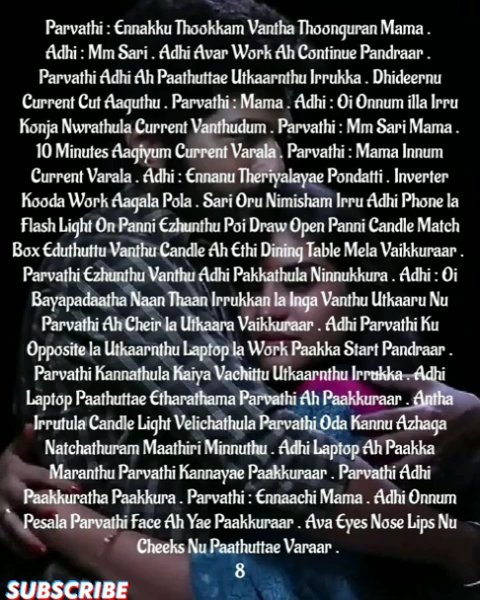 Parvathi : Ennakku Thookkam Vantha Thoonguran Mama .
Adhi : Mm Sari . Adhi Avar Work Ah Continue Pandraar .
Parvathi Adhi Ah Paathuttae Utkaarnthu Irrukka . Dhideernu
Current Cut Aaguthu . Parvathi : Mama . Adhi : Oi Onnum illa Irru
Konja Nwrathula Current Vanthudum . Parvathi : Mm Sari Mama .
10 Minutes Aagiyum Current Varala . Parvathi : Mama Innum
Current Varala . Adhi : Ennanu Theriyalayae Pondatti . Inverter
Kooda Work Aagala Pola . Sari Oru Nimisham Irru Adhi Phone la
Flash Light On Panni Ezhunthu Poi Draw Open Panni Candle Match
Box Eduthuttu Vanthu Candle Ah Ethi Dining Table Mela Vaikkuraar .
Parvathi Ezhunthu Vanthu Adhi Pakkathula Ninnukkura . Adhi : Oi
Bayapadaatha Naan Thaan Irrukkan la Inga Vanthu Utkaaru Nu
Parvathi Ah Cheir la Utkaara Vaikkuraar . Adhi Parvathi Ku
Opposite la Utkaarnthu Laptop la Work Paakka Start Pandraar .
Parvathi Kannathula Kaiya Vachittu Utkaarnthu Irrukka . Adhi
Laptop Paathuttae Etharathama Parvathi Ah Paakkuraar . Antha
Irrutula Candle Light Velichathula Parvathi Oda Kannu Azhaga
Natchathuram Maathiri Minnuthu . Adhi Laptop Ah Paakka
Maranthu Parvathi Kannayae Paakkuraar . Parvathi Adhi
Paakkuratha Paakkura . Parvathi : Ennaachi Mama . Adhi Onnum
Pesala Parvathi Face Ah Yae Paakkuraar . Ava Eyes Nose Lips Nu
Cheeks Nu Paathuttae Varaar .
8
SUBSCRIBE